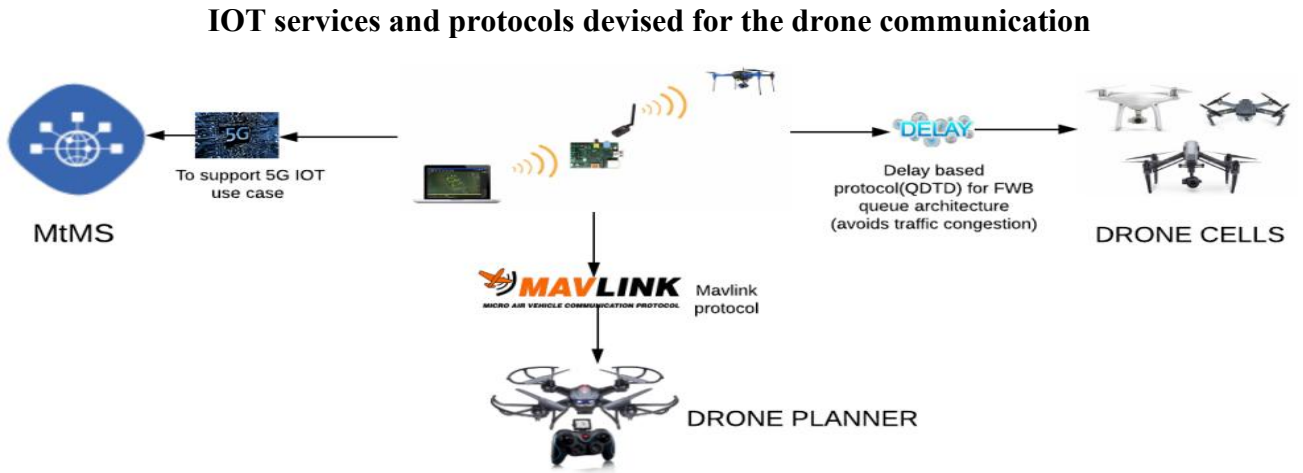 IOT services and protocols devised for the drone communication
5G
To support 5G IOT
use case
MtMS
DELAY
Delay based
protocol(QDTD) for FWB
queue architecture
(avoids traffic congestion)
DRONE CELLS
MAVLINK
MICRO AIR VEHICLE COMMUNICATION PROTOCOL
Mavlink
protocol
DRONE PLANNER